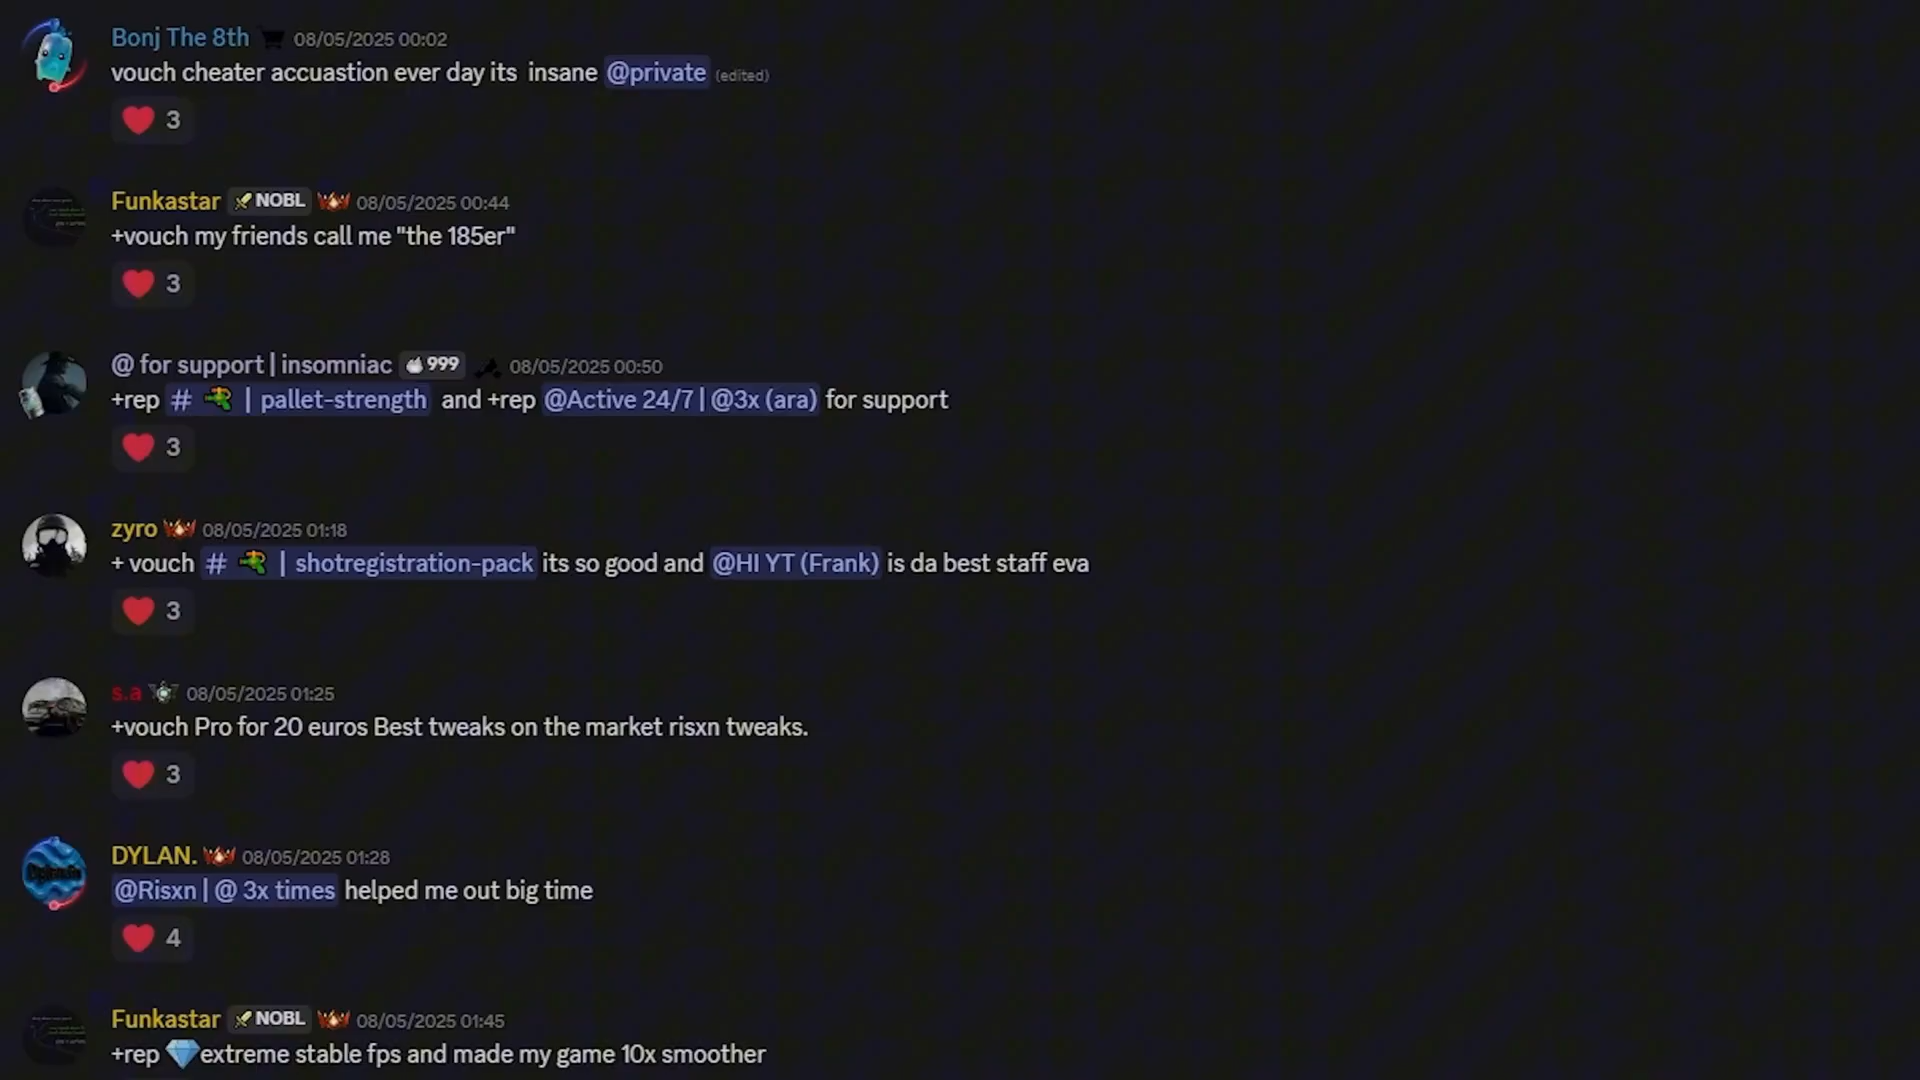 Bonj The 8th 08/05/2025 00:02
vouch cheater accuastion ever day its insane @private (edited)
❤️ 3
Funkastar NOBL 08/05/2025 00:44
+vouch my friends call me "the 185er"
❤️ 3
@ for support | insomniac 999 08/05/2025 00:50
+rep # | pallet-strength and +rep @Active 24/7 | @3x (ara) for support
❤️ 3
zyro 08/05/2025 01:18
+ vouch # | shotregistration-pack its so good and @HI YT (Frank) is da best staff eva
❤️ 3
s.a 08/05/2025 01:25
+vouch Pro for 20 euros Best tweaks on the market risxn tweaks.
❤️ 3
DYLAN. 08/05/2025 01:28
@Risxn | @ 3x times helped me out big time
❤️ 4
Funkastar NOBL 08/05/2025 01:45
+rep 💎extreme stable fps and made my game 10x smoother